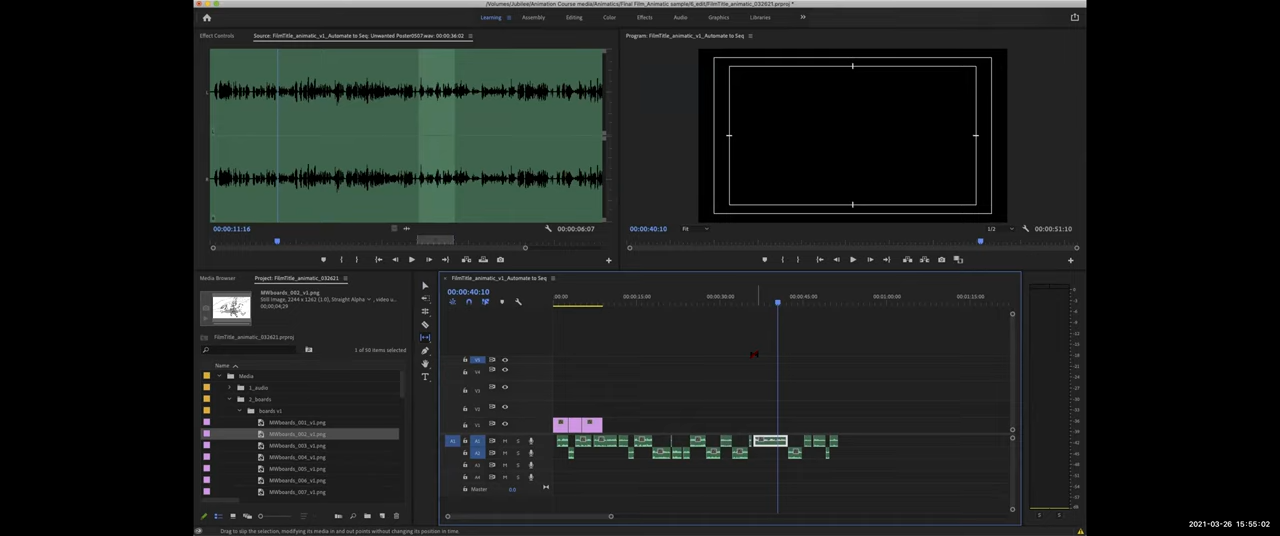 /Volumes/Jubilee/Animation Course media/Animatics/Final Film_Animatic sample/E_edit/FilmTitle_animatic_032621.prproj *
Learning Assembly Editing Color Effects Audio Graphics Libraries
Effect Controls Source: FilmTitle_animatic_v1_Automate to Seq: Unwanted Poster0507.wav: 00:00:36:02
Program: FilmTitle_animatic_v1_Automate to Seq
L
R
00:00:11:16 00:00:06:07
00:00:40:10 Fit 1/2 00:00:51:10
Media Browser Project: FilmTitle_animatic_032621
MWboards_002_v1.png
Still Image, 2244 x 1262 (1.0), Straight Alpha
00;00;04;29
FilmTitle_animatic_032621.prproj
1 of 50 items selected
Name
Media
1_audio
2_boards
boards v1
MWboards_001_v1.png
MWboards_002_v1.png
MWboards_003_v1.png
MWboards_004_v1.png
MWboards_005_v1.png
MWboards_006_v1.png
MWboards_007_v1.png
FilmTitle_animatic_v1_Automate to Seq
00:00:40:10
:00:00 00:00:15:00 00:00:30:00 00:00:45:00 00:01:00:00 00:01:15:00
V4
V3
V2
V1
A1 A1 M S
A2 M S
A3 M S
A4 M S
Master 0.0
S S
Drag to slip the selection, modifying its media in and out points without changing its position in time.
2021-03-26 15:55:02